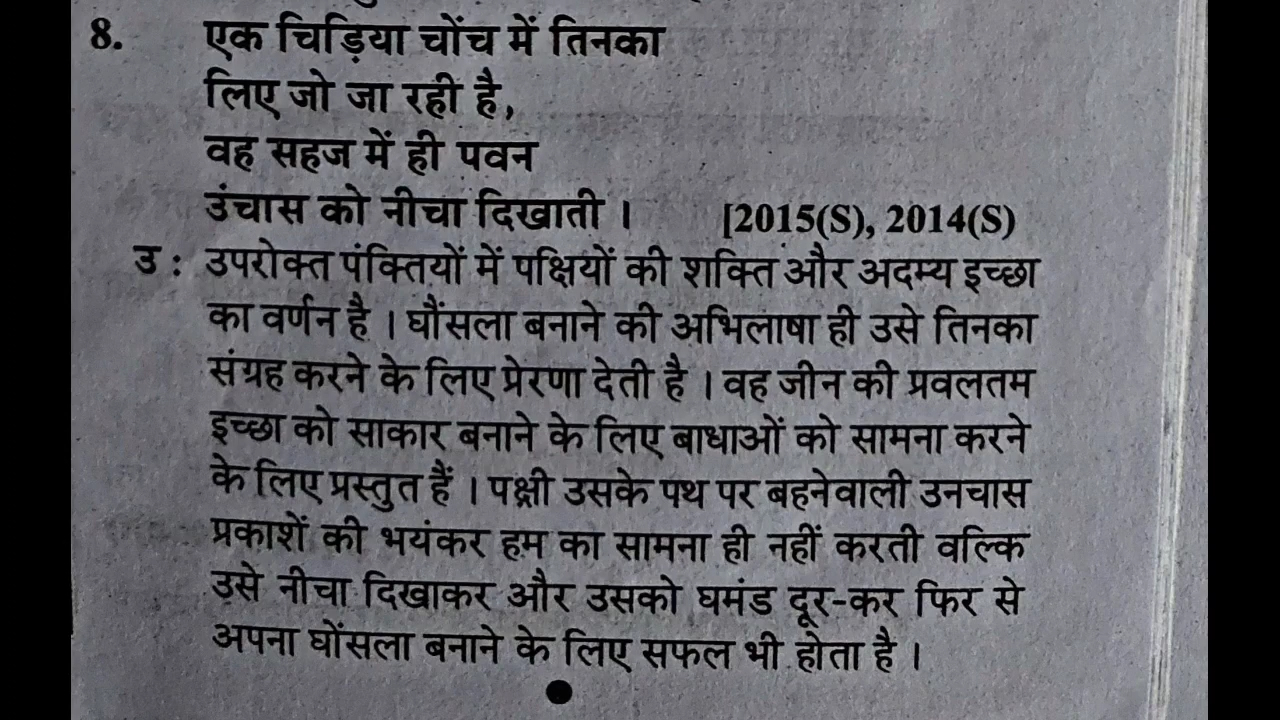 8. एक चिड़िया चोंच में तिनका
लिए जो जा रही है,
वह सहज में ही पवन
उंचास को नीचा दिखाती । [2015(S), 2014(S)
उ : उपरोक्त पंक्तियों में पक्षियों की शक्ति और अदम्य इच्छा
का वर्णन है । घौंसला बनाने की अभिलाषा ही उसे तिनका
संग्रह करने के लिए प्रेरणा देती है । वह जीन की प्रवलतम
इच्छा को साकार बनाने के लिए बाधाओं को सामना करने
के लिए प्रस्तुत हैं । पक्षी उसके पथ पर बहनेवाली उनचास
प्रकाशें की भयंकर हम का सामना ही नहीं करती वल्कि
उसे नीचा दिखाकर और उसको घमंड दूर-कर फिर से
अपना घोंसला बनाने के लिए सफल भी होता है ।